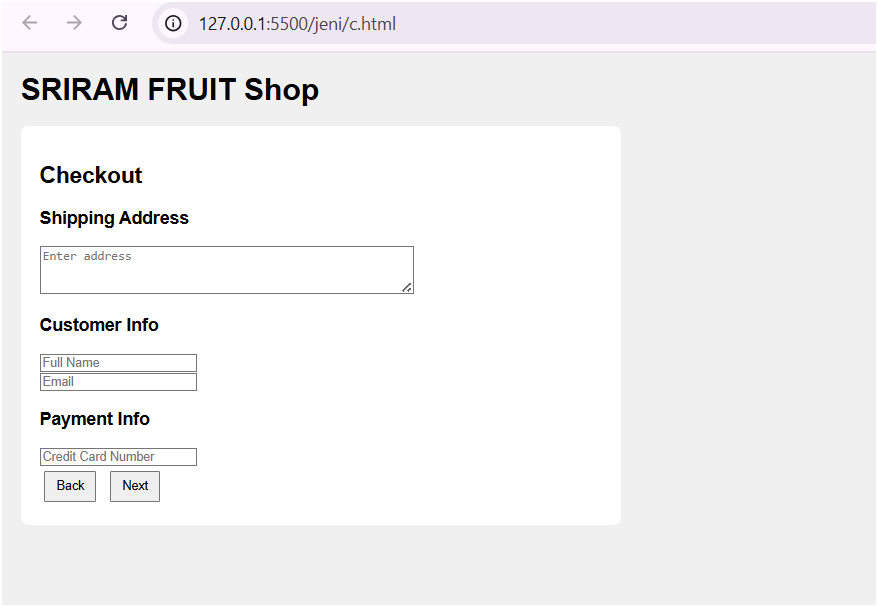 127.0.0.1:5500/jeni/c.html
SRIRAM FRUIT Shop
Checkout
Shipping Address
Enter address
Customer Info
Full Name
Email
Payment Info
Credit Card Number
Back Next